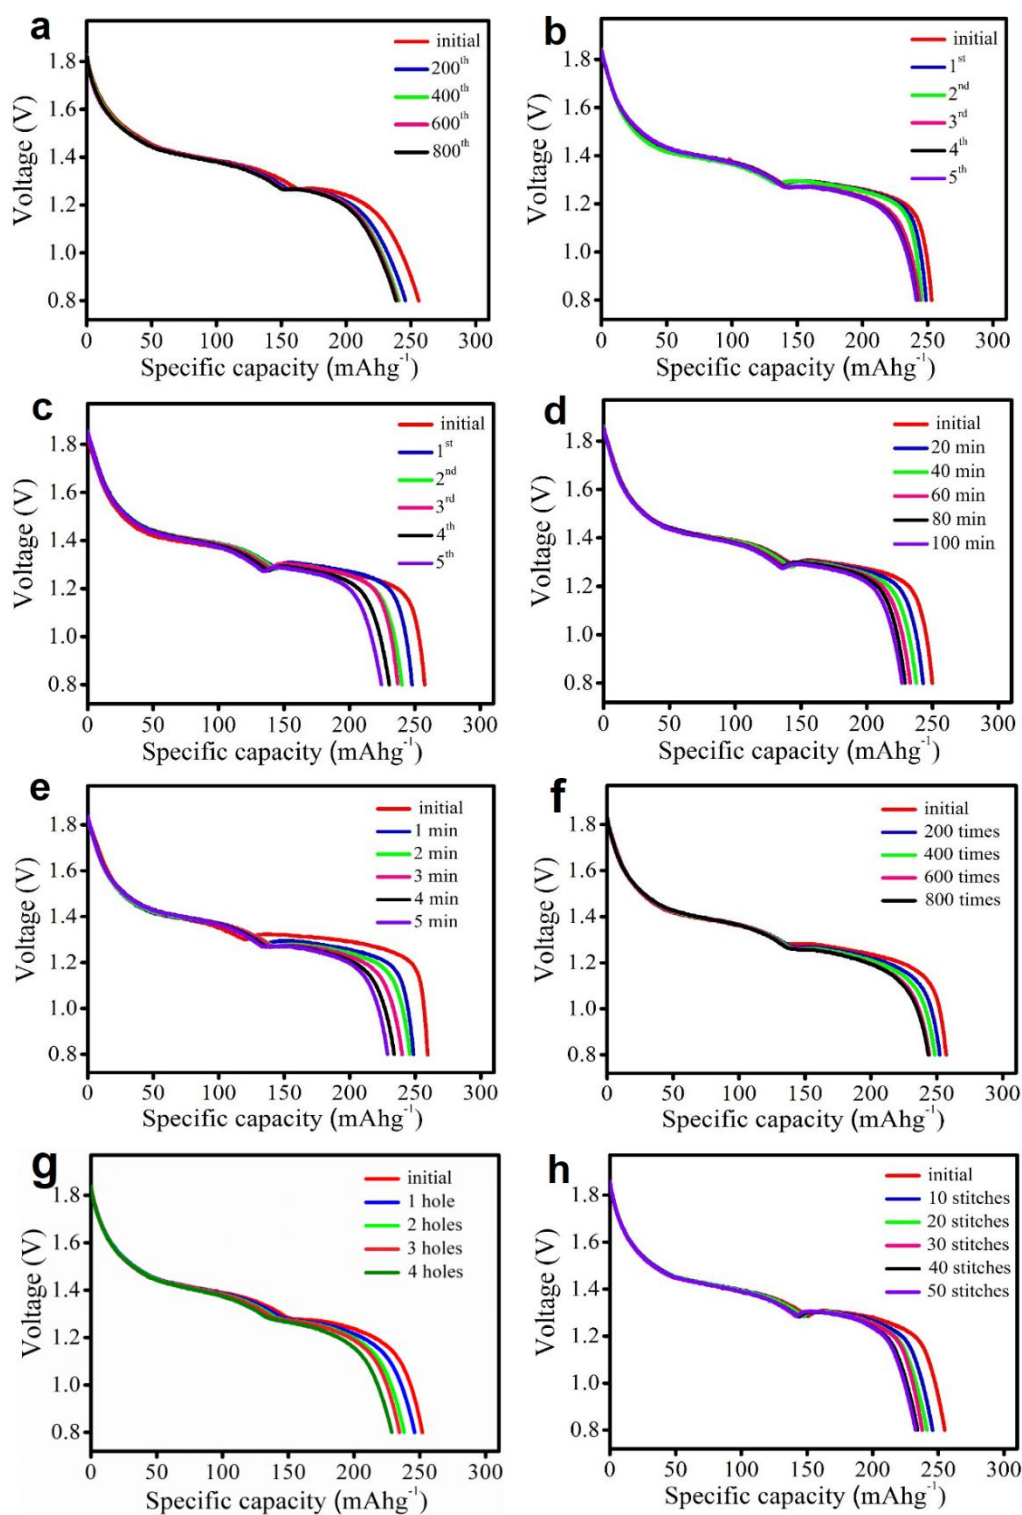 a
initial
200th
400th
600th
800th
Voltage (V)
1.8
1.6
1.4
1.2
1.0
0.8
0 50 100 150 200 250 300
Specific capacity (mAhg-1)
b
initial
1st
2nd
3rd
4th
5th
Voltage (V)
1.8
1.6
1.4
1.2
1.0
0.8
0 50 100 150 200 250 300
Specific capacity (mAhg-1)
c
initial
1st
2nd
3rd
4th
5th
Voltage (V)
1.8
1.6
1.4
1.2
1.0
0.8
0 50 100 150 200 250 300
Specific capacity (mAhg-1)
d
initial
20 min
40 min
60 min
80 min
100 min
Voltage (V)
1.8
1.6
1.4
1.2
1.0
0.8
0 50 100 150 200 250 300
Specific capacity (mAhg-1)
e
initial
1 min
2 min
3 min
4 min
5 min
Voltage (V)
1.8
1.6
1.4
1.2
1.0
0.8
0 50 100 150 200 250 300
Specific capacity (mAhg-1)
f
initial
200 times
400 times
600 times
800 times
Voltage (V)
1.8
1.6
1.4
1.2
1.0
0.8
0 50 100 150 200 250 300
Specific capacity (mAhg-1)
g
initial
1 hole
2 holes
3 holes
4 holes
Voltage (V)
1.8
1.6
1.4
1.2
1.0
0.8
0 50 100 150 200 250 300
Specific capacity (mAhg-1)
h
initial
10 stitches
20 stitches
30 stitches
40 stitches
50 stitches
Voltage (V)
1.8
1.6
1.4
1.2
1.0
0.8
0 50 100 150 200 250 300
Specific capacity (mAhg-1)